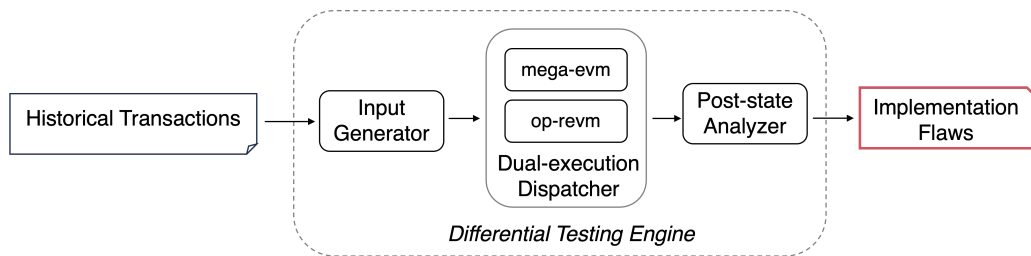 Historical Transactions
Input
Generator
mega-evm
op-revm
Dual-execution
Dispatcher
Post-state
Analyzer
Implementation
Flaws
Differential Testing Engine